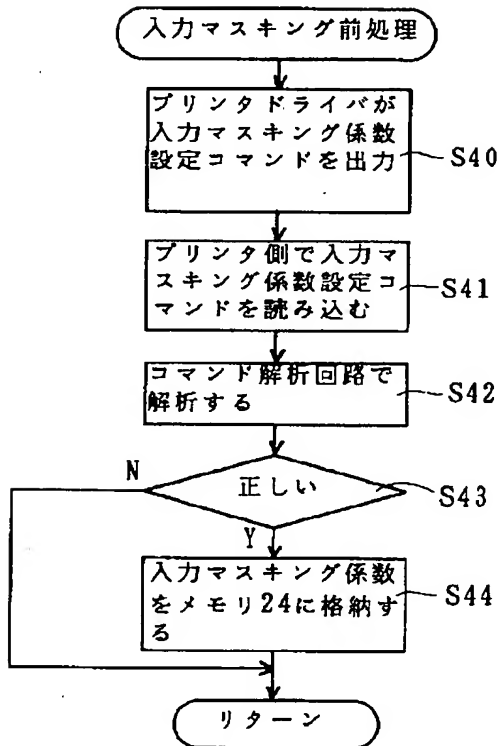 入力マスキング前処理
プリンタドライバが
入力マスキング係数
設定コマンドを出力
S40
プリンタ側で入力マ
スキング係数設定コ
マンドを読み込む
S41
コマンド解析回路で
解析する
S42
N
正しい
S43
Y
入力マスキング係数
をメモリ24に格納す
る
S44
リターン